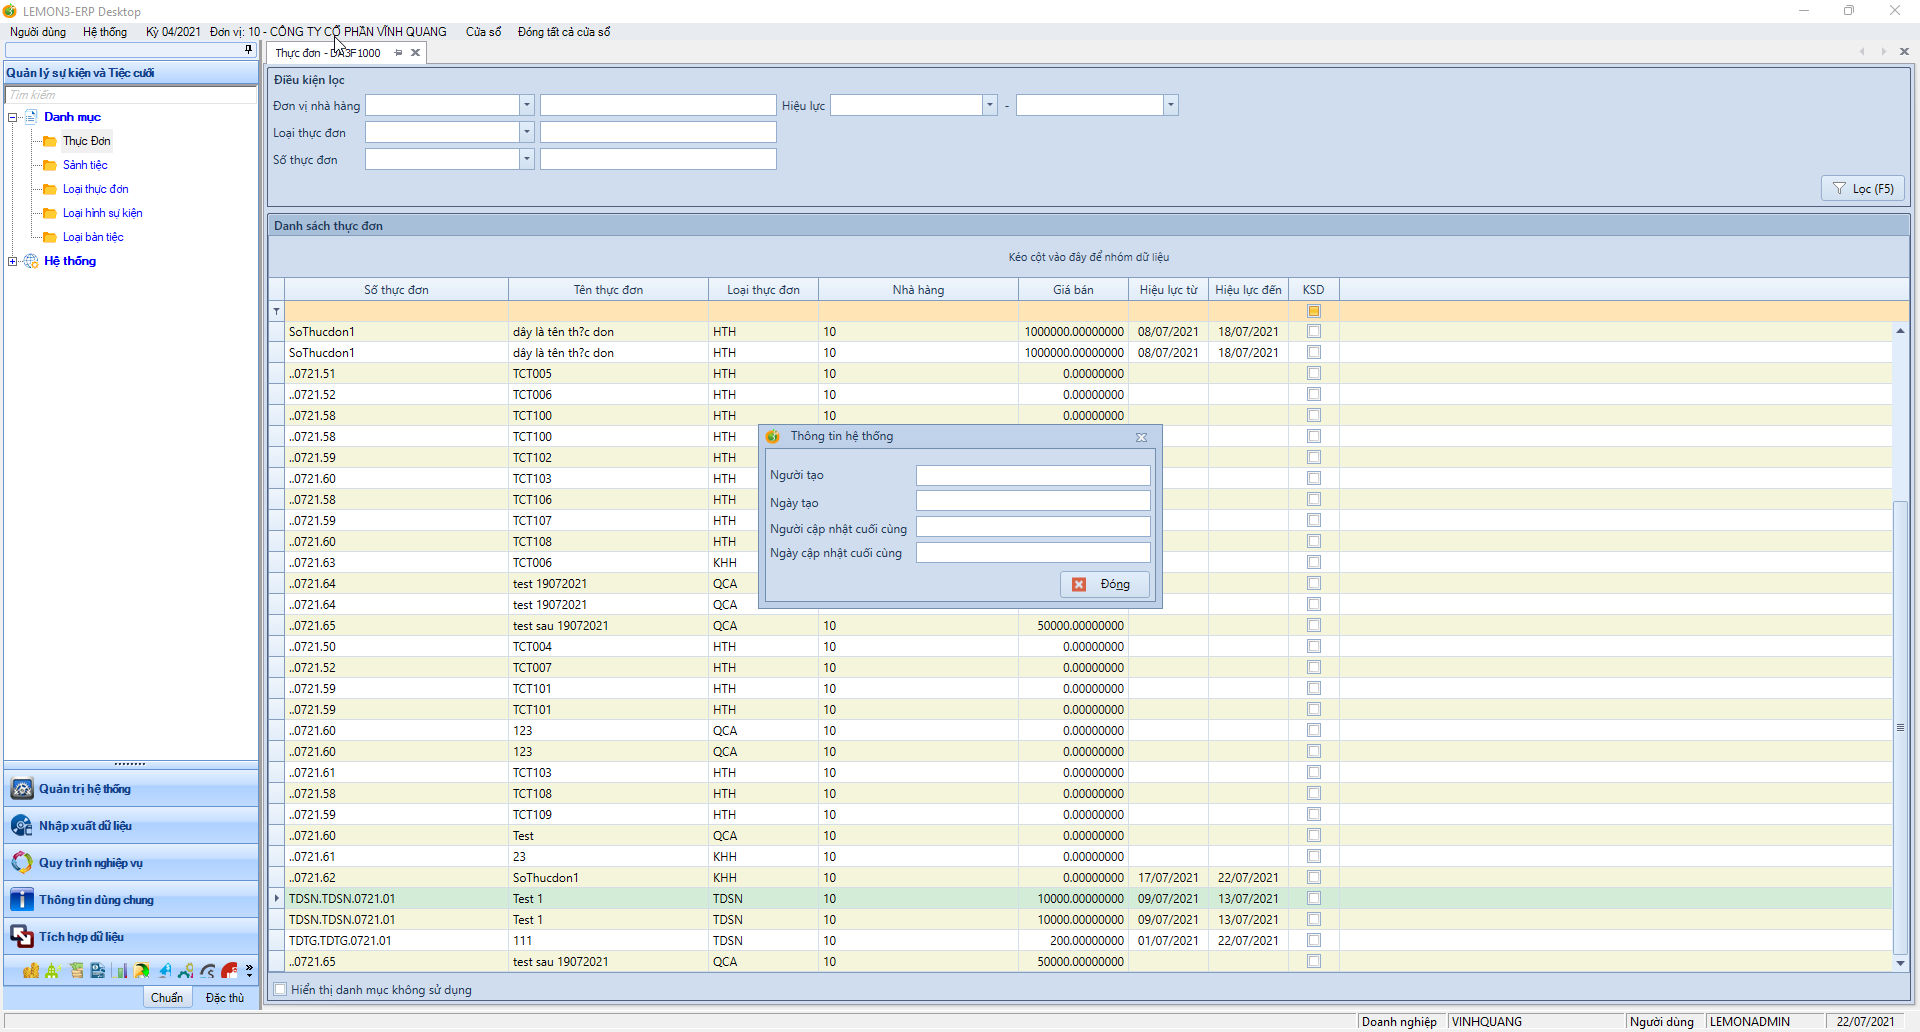 LEMON3-ERP Desktop
Người dùng Hệ thống Kỳ 04/2021 Đơn vị: 10 - CÔNG TY CỔ PHẦN VĨNH QUANG Cửa sổ Đóng tất cả cửa sổ
Thực đơn - DA3F1000
Quản lý sự kiện và Tiệc cưới
Tìm kiếm
Danh mục
Thực Đơn
Sảnh tiệc
Loại thực đơn
Loại hình sự kiện
Loại bàn tiệc
Hệ thống
Quản trị hệ thống
Nhập xuất dữ liệu
Quy trình nghiệp vụ
Thông tin dùng chung
Tích hợp dữ liệu
Chuẩn Đặc thù
Điều kiện lọc
Đơn vị nhà hàng Hiệu lực -
Loại thực đơn
Số thực đơn
Lọc (F5)
Danh sách thực đơn
Kéo cột vào đây để nhóm dữ liệu
Số thực đơn Tên thực đơn Loại thực đơn Nhà hàng Giá bán Hiệu lực từ Hiệu lực đến KSD
SoThucdon1 dây là tên th?c don HTH 10 1000000.00000000 08/07/2021 18/07/2021
SoThucdon1 dây là tên th?c don HTH 10 1000000.00000000 08/07/2021 18/07/2021
..0721.51 TCT005 HTH 10 0.00000000
..0721.52 TCT006 HTH 10 0.00000000
..0721.58 TCT100 HTH 10 0.00000000
..0721.58 TCT100 HTH
..0721.59 TCT102 HTH
..0721.60 TCT103 HTH
..0721.58 TCT106 HTH
..0721.59 TCT107 HTH
..0721.60 TCT108 HTH
..0721.63 TCT006 KHH
..0721.64 test 19072021 QCA
..0721.64 test 19072021 QCA
..0721.65 test sau 19072021 QCA 10 50000.00000000
..0721.50 TCT004 HTH 10 0.00000000
..0721.52 TCT007 HTH 10 0.00000000
..0721.59 TCT101 HTH 10 0.00000000
..0721.59 TCT101 HTH 10 0.00000000
..0721.60 123 QCA 10 0.00000000
..0721.60 123 QCA 10 0.00000000
..0721.61 TCT103 HTH 10 0.00000000
..0721.58 TCT108 HTH 10 0.00000000
..0721.59 TCT109 HTH 10 0.00000000
..0721.60 Test QCA 10 0.00000000
..0721.61 23 KHH 10 0.00000000
..0721.62 SoThucdon1 KHH 10 0.00000000 17/07/2021 22/07/2021
TDSN.TDSN.0721.01 Test 1 TDSN 10 10000.00000000 09/07/2021 13/07/2021
TDSN.TDSN.0721.01 Test 1 TDSN 10 10000.00000000 09/07/2021 13/07/2021
TDTG.TDTG.0721.01 111 TDSN 10 200.00000000 01/07/2021 22/07/2021
..0721.65 test sau 19072021 QCA 10 50000.00000000
Thông tin hệ thống
Người tạo
Ngày tạo
Người cập nhật cuối cùng
Ngày cập nhật cuối cùng
Đóng
Hiển thị danh mục không sử dụng
Doanh nghiệp VINHQUANG Người dùng LEMONADMIN 22/07/2021